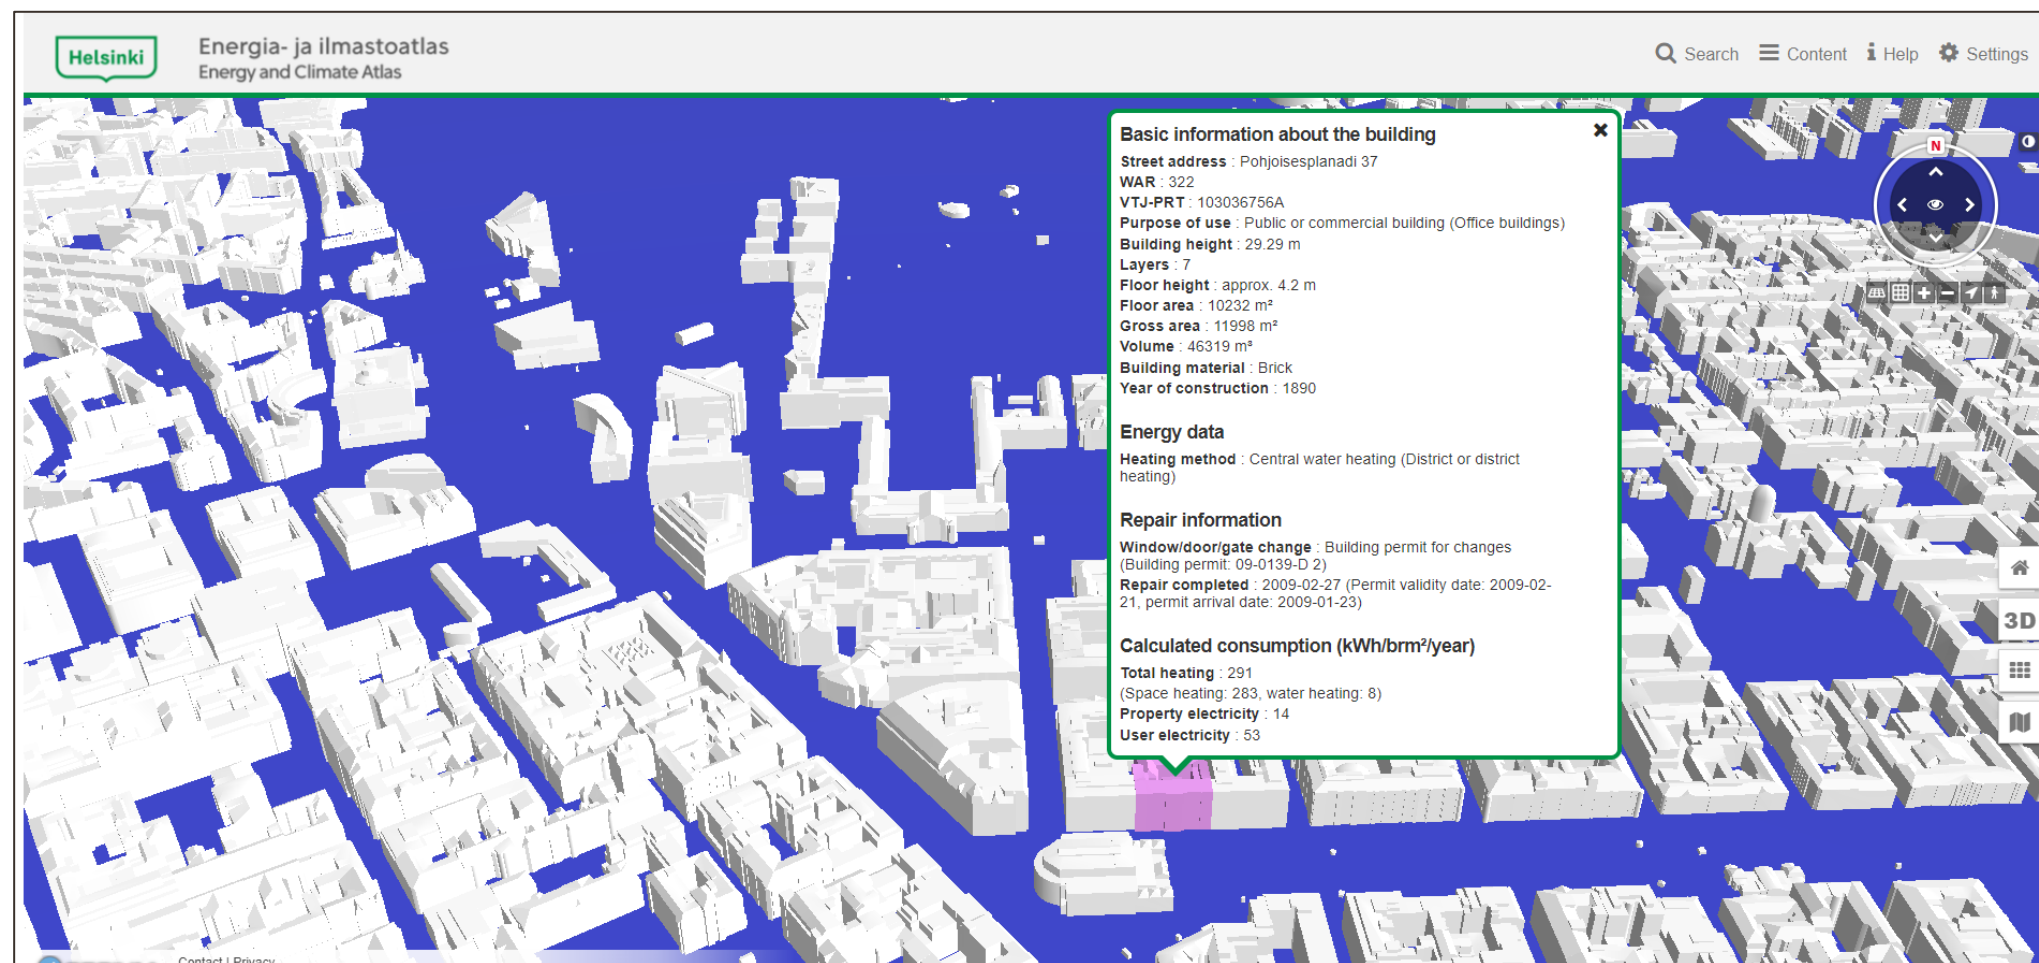 Helsinki
Energia- ja ilmastoatlas
Energy and Climate Atlas
Search
Content
Help
Settings
Basic information about the building
Street address : Pohjoisesplanadi 37
WAR : 322
VTJ-PRT : 103036756A
Purpose of use : Public or commercial building (Office buildings)
Building height : 29.29 m
Layers : 7
Floor height : approx. 4.2 m
Floor area : 10232 m²
Gross area : 11998 m²
Volume : 46319 m³
Building material : Brick
Year of construction : 1890
Energy data
Heating method : Central water heating (District or district
heating)
Repair information
Window/door/gate change : Building permit for changes
(Building permit: 09-0139-D 2)
Repair completed : 2009-02-27 (Permit validity date: 2009-02-
21, permit arrival date: 2009-01-23)
Calculated consumption (kWh/brm²/year)
Total heating : 291
(Space heating: 283, water heating: 8)
Property electricity : 14
User electricity : 53
N
3D
Contact | Privacy